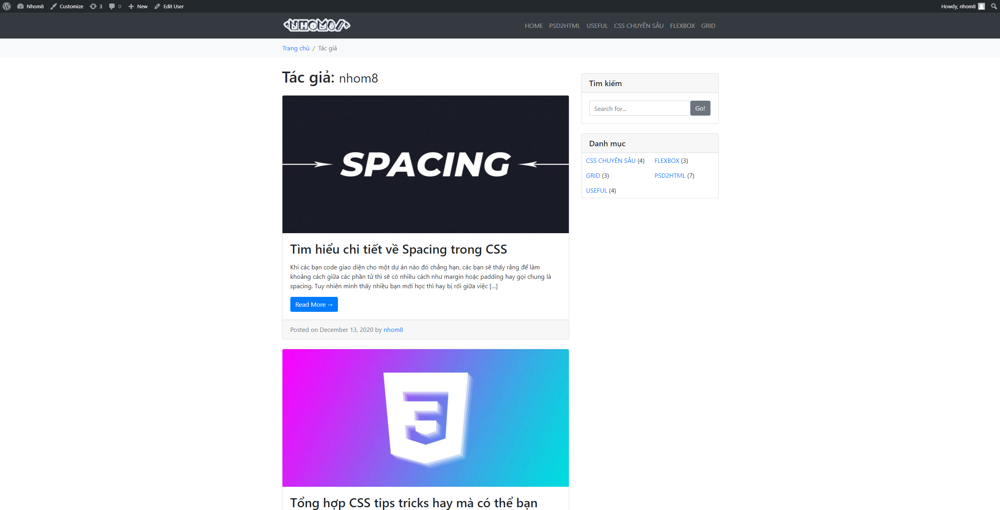 Nhom8 Customize 3 0 New Edit User Howdy, nhom8
<NHOM8/> HOME PSD2HTML USEFUL CSS CHUYÊN SÂU FLEXBOX GRID
Trang chủ / Tác giả
Tác giả: nhom8
SPACING
Tìm hiểu chi tiết về Spacing trong CSS
Khi các bạn code giao diện cho một dự án nào đó chẳng hạn, các bạn sẽ thấy rằng để làm
khoảng cách giữa các phần tử thì sẽ có nhiều cách như margin hoặc padding hay gọi chung là
spacing. Tuy nhiên mình thấy nhiều bạn mới học thì hay bị rối giữa việc [...]
Read More →
Posted on December 13, 2020 by nhom8
Tổng hợp CSS tips tricks hay mà có thể bạn
Tìm kiếm
Search for...
Go!
Danh mục
CSS CHUYÊN SÂU (4) FLEXBOX (3)
GRID (3) PSD2HTML (7)
USEFUL (4)